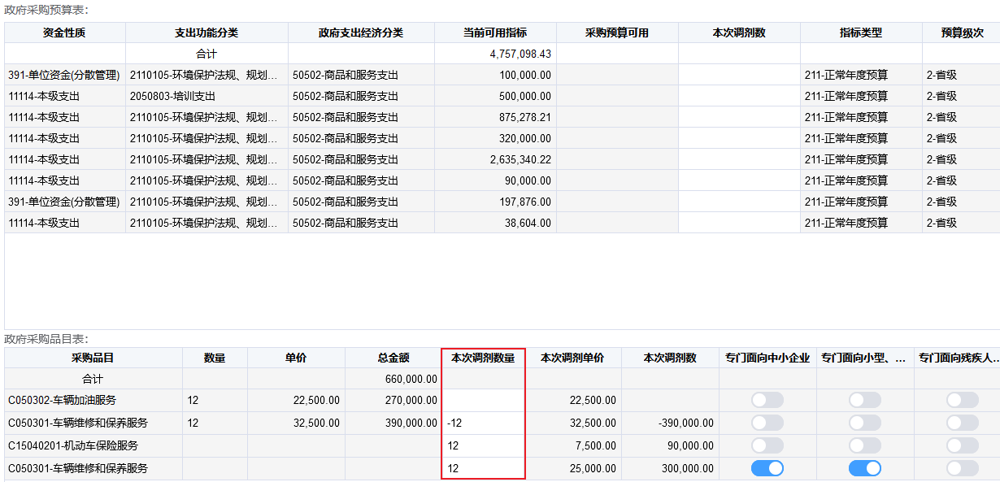 政府采购预算表:
资金性质 支出功能分类 政府支出经济分类 当前可用指标 采购预算可用 本次调剂数 指标类型 预算级次
合计 4,757,098.43
391-单位资金(分散管理) 2110105-环境保护法规、规划... 50502-商品和服务支出 100,000.00 211-正常年度预算 2-省级
11114-本级支出 2050803-培训支出 50502-商品和服务支出 500,000.00 211-正常年度预算 2-省级
11114-本级支出 2110105-环境保护法规、规划... 50502-商品和服务支出 875,278.21 211-正常年度预算 2-省级
11114-本级支出 2110105-环境保护法规、规划... 50502-商品和服务支出 320,000.00 211-正常年度预算 2-省级
11114-本级支出 2110105-环境保护法规、规划... 50502-商品和服务支出 2,635,340.22 211-正常年度预算 2-省级
11114-本级支出 2110105-环境保护法规、规划... 50502-商品和服务支出 90,000.00 211-正常年度预算 2-省级
391-单位资金(分散管理) 2110105-环境保护法规、规划... 50502-商品和服务支出 197,876.00 211-正常年度预算 2-省级
11114-本级支出 2110105-环境保护法规、规划... 50502-商品和服务支出 38,604.00 211-正常年度预算 2-省级
政府采购品目表:
采购品目 数量 单价 总金额 本次调剂数量 本次调剂单价 本次调剂数 专门面向中小企业 专门面向小型、... 专门面向残疾人...
合计 660,000.00
C050302-车辆加油服务 12 22,500.00 270,000.00 22,500.00
C050301-车辆维修和保养服务 12 32,500.00 390,000.00 -12 32,500.00 -390,000.00
C15040201-机动车保险服务 12 7,500.00 90,000.00
C050301-车辆维修和保养服务 12 25,000.00 300,000.00